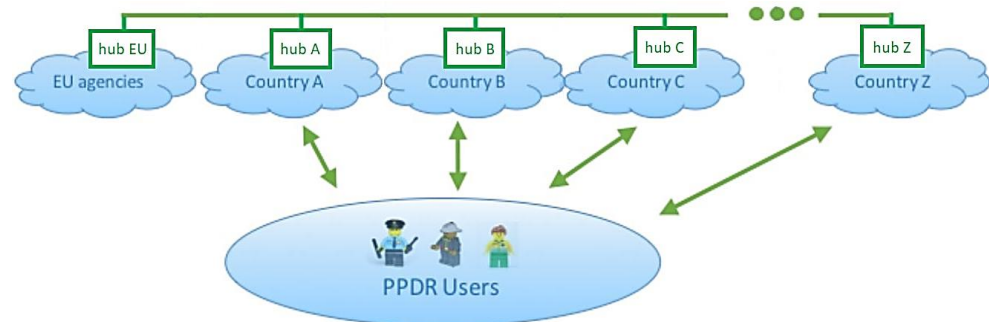 hub EU
hub A
hub B
hub C
hub Z
EU agencies
Country A
Country B
Country C
Country Z
PPDR Users